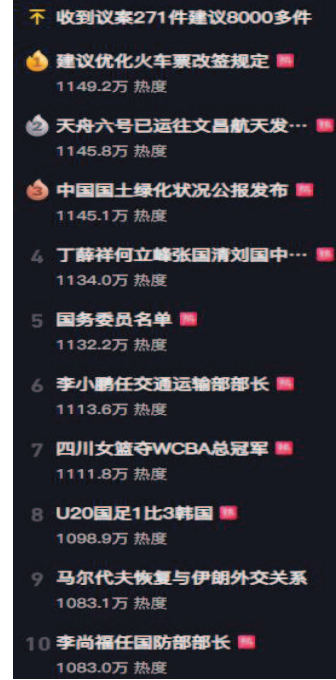 收到议案271件建议8000多件
1 建议优化火车票改签规定 热
1149.2万 热度
2 天舟六号已运往文昌航天发… 热
1145.8万 热度
3 中国国土绿化状况公报发布 热
1145.1万 热度
4 丁薛祥何立峰张国清刘国中… 热
1134.0万 热度
5 国务委员名单 热
1132.2万 热度
6 李小鹏任交通运输部部长 热
1113.6万 热度
7 四川女篮夺WCBA总冠军 热
1111.8万 热度
8 U20国足1比3韩国 热
1098.9万 热度
9 马尔代夫恢复与伊朗外交关系
1083.1万 热度
10 李尚福任国防部部长 热
1083.0万 热度